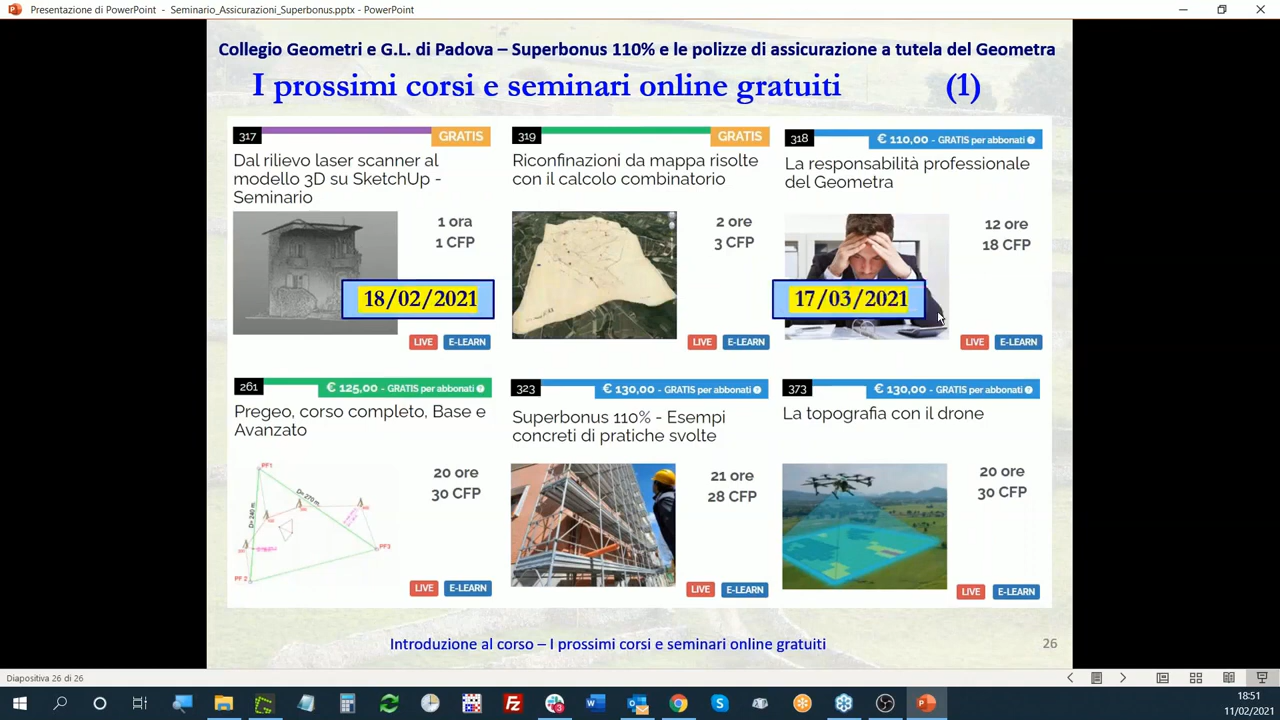 Presentazione di PowerPoint - Seminario_Assicurazioni_Superbonus.pptx - PowerPoint
Collegio Geometri e G.L. di Padova – Superbonus 110% e le polizze di assicurazione a tutela del Geometra
I prossimi corsi e seminari online gratuiti (1)
317
GRATIS
Dal rilievo laser scanner al
modello 3D su SketchUp -
Seminario
1 ora
1 CFP
18/02/2021
LIVE E-LEARN
319
GRATIS
Riconfinazioni da mappa risolte
con il calcolo combinatorio
2 ore
3 CFP
LIVE E-LEARN
318
€ 110,00 - GRATIS per abbonati
La responsabilità professionale
del Geometra
12 ore
18 CFP
17/03/2021
LIVE E-LEARN
261
€ 125,00 - GRATIS per abbonati
Pregeo, corso completo, Base e
Avanzato
20 ore
30 CFP
PF1
D= 270 m.
D= 240 m
PF3
PF 2
LIVE E-LEARN
323
€ 130,00 - GRATIS per abbonati
Superbonus 110% - Esempi
concreti di pratiche svolte
21 ore
28 CFP
LIVE E-LEARN
373
€ 130,00 - GRATIS per abbonati
La topografia con il drone
20 ore
30 CFP
LIVE E-LEARN
Introduzione al corso – I prossimi corsi e seminari online gratuiti
26
Diapositiva 26 di 26
18:51
11/02/2021